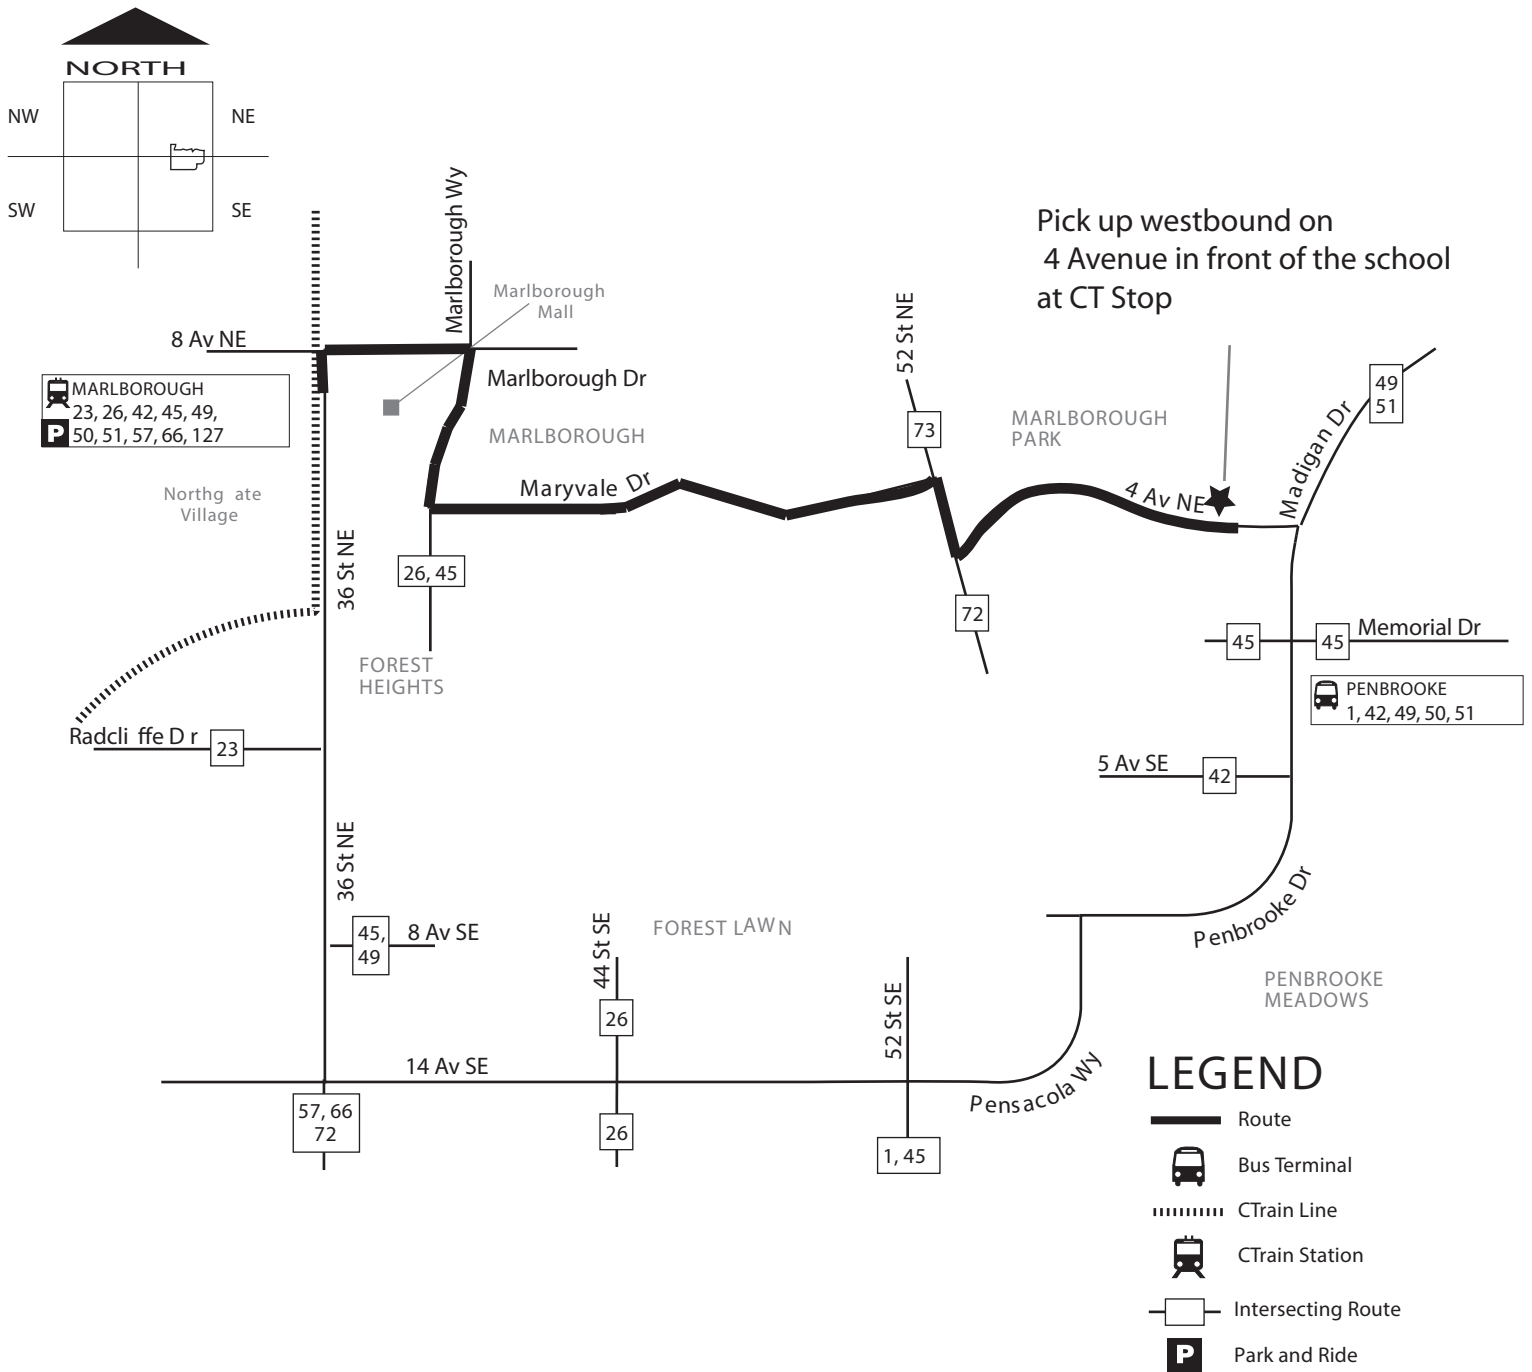 NORTH
NW
NE
SW
SE
Marlborough Wy
Marlborough
Mall
8 Av NE
Marlborough Dr
MARLBOROUGH
23, 26, 42, 45, 49,
P 50, 51, 57, 66, 127
MARLBOROUGH
Northg ate
Village
Maryvale Dr
36 St NE
26, 45
FOREST
HEIGHTS
Pick up westbound on
4 Avenue in front of the school
at CT Stop
52 St NE
73
MARLBOROUGH
PARK
4 Av NE
Madigan Dr
49
51
72
45
45
Memorial Dr
PENBROOKE
1, 42, 49, 50, 51
Radcli ffe D r
23
5 Av SE
42
36 St NE
45,
49
8 Av SE
44 St SE
FOREST LAW N
26
52 St SE
Penbrooke Dr
PENBROOKE
MEADOWS
14 Av SE
Pensacola Wy
57, 66
72
26
1, 45
LEGEND
Route
Bus Terminal
CTrain Line
CTrain Station
Intersecting Route
P Park and Ride